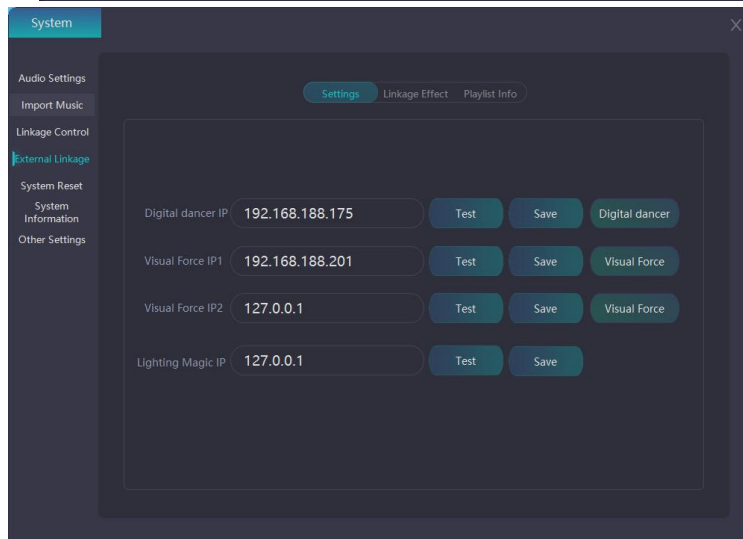 System
X
Audio Settings
Import Music
Linkage Control
External Linkage
System Reset
System
Information
Other Settings
Settings Linkage Effect Playlist Info
Digital dancer IP 192.168.188.175 Test Save Digital dancer
Visual Force IP1 192.168.188.201 Test Save Visual Force
Visual Force IP2 127.0.0.1 Test Save Visual Force
Lighting Magic IP 127.0.0.1 Test Save